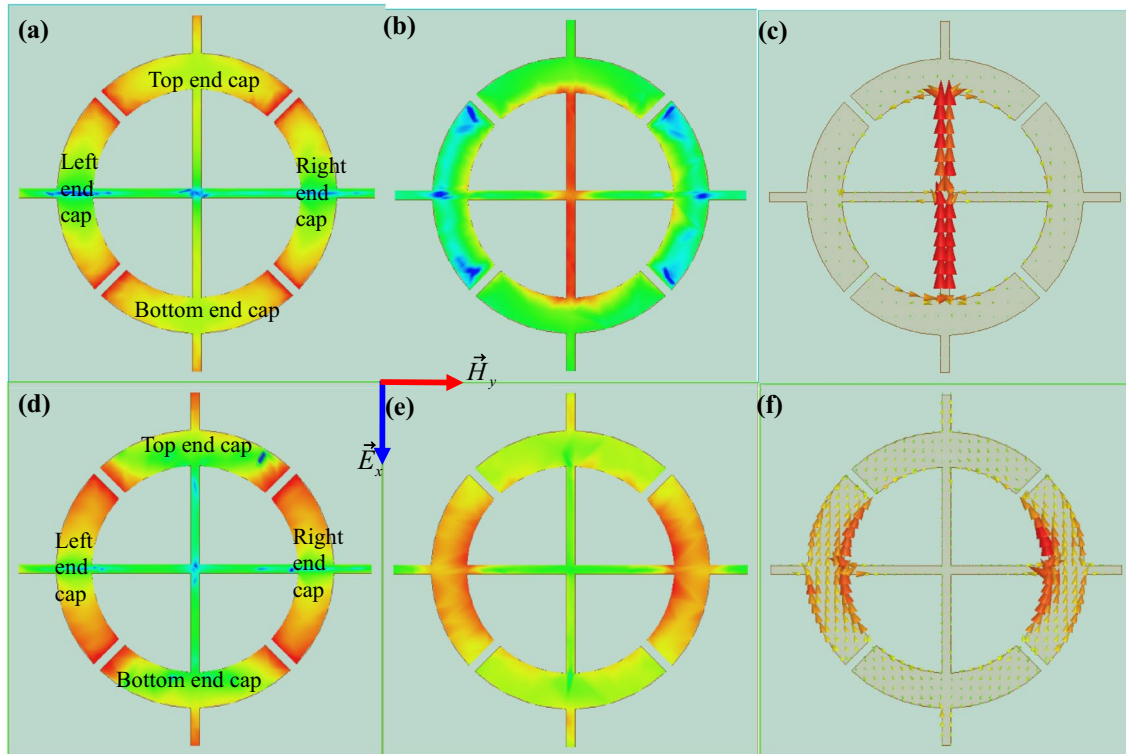 (a)
Top end cap
Left
end
cap
Right
end
cap
Bottom end cap
(b)
(c)
H⃗y
E⃗x
(d)
Top end cap
Left
end
cap
Right
end
cap
Bottom end cap
(e)
(f)